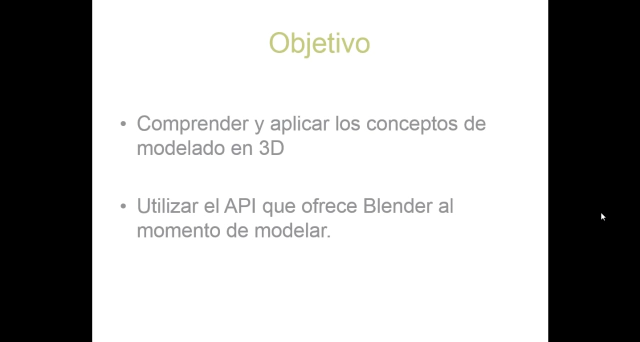 Objetivo
• Comprender y aplicar los conceptos de
modelado en 3D
• Utilizar el API que ofrece Blender al
momento de modelar.